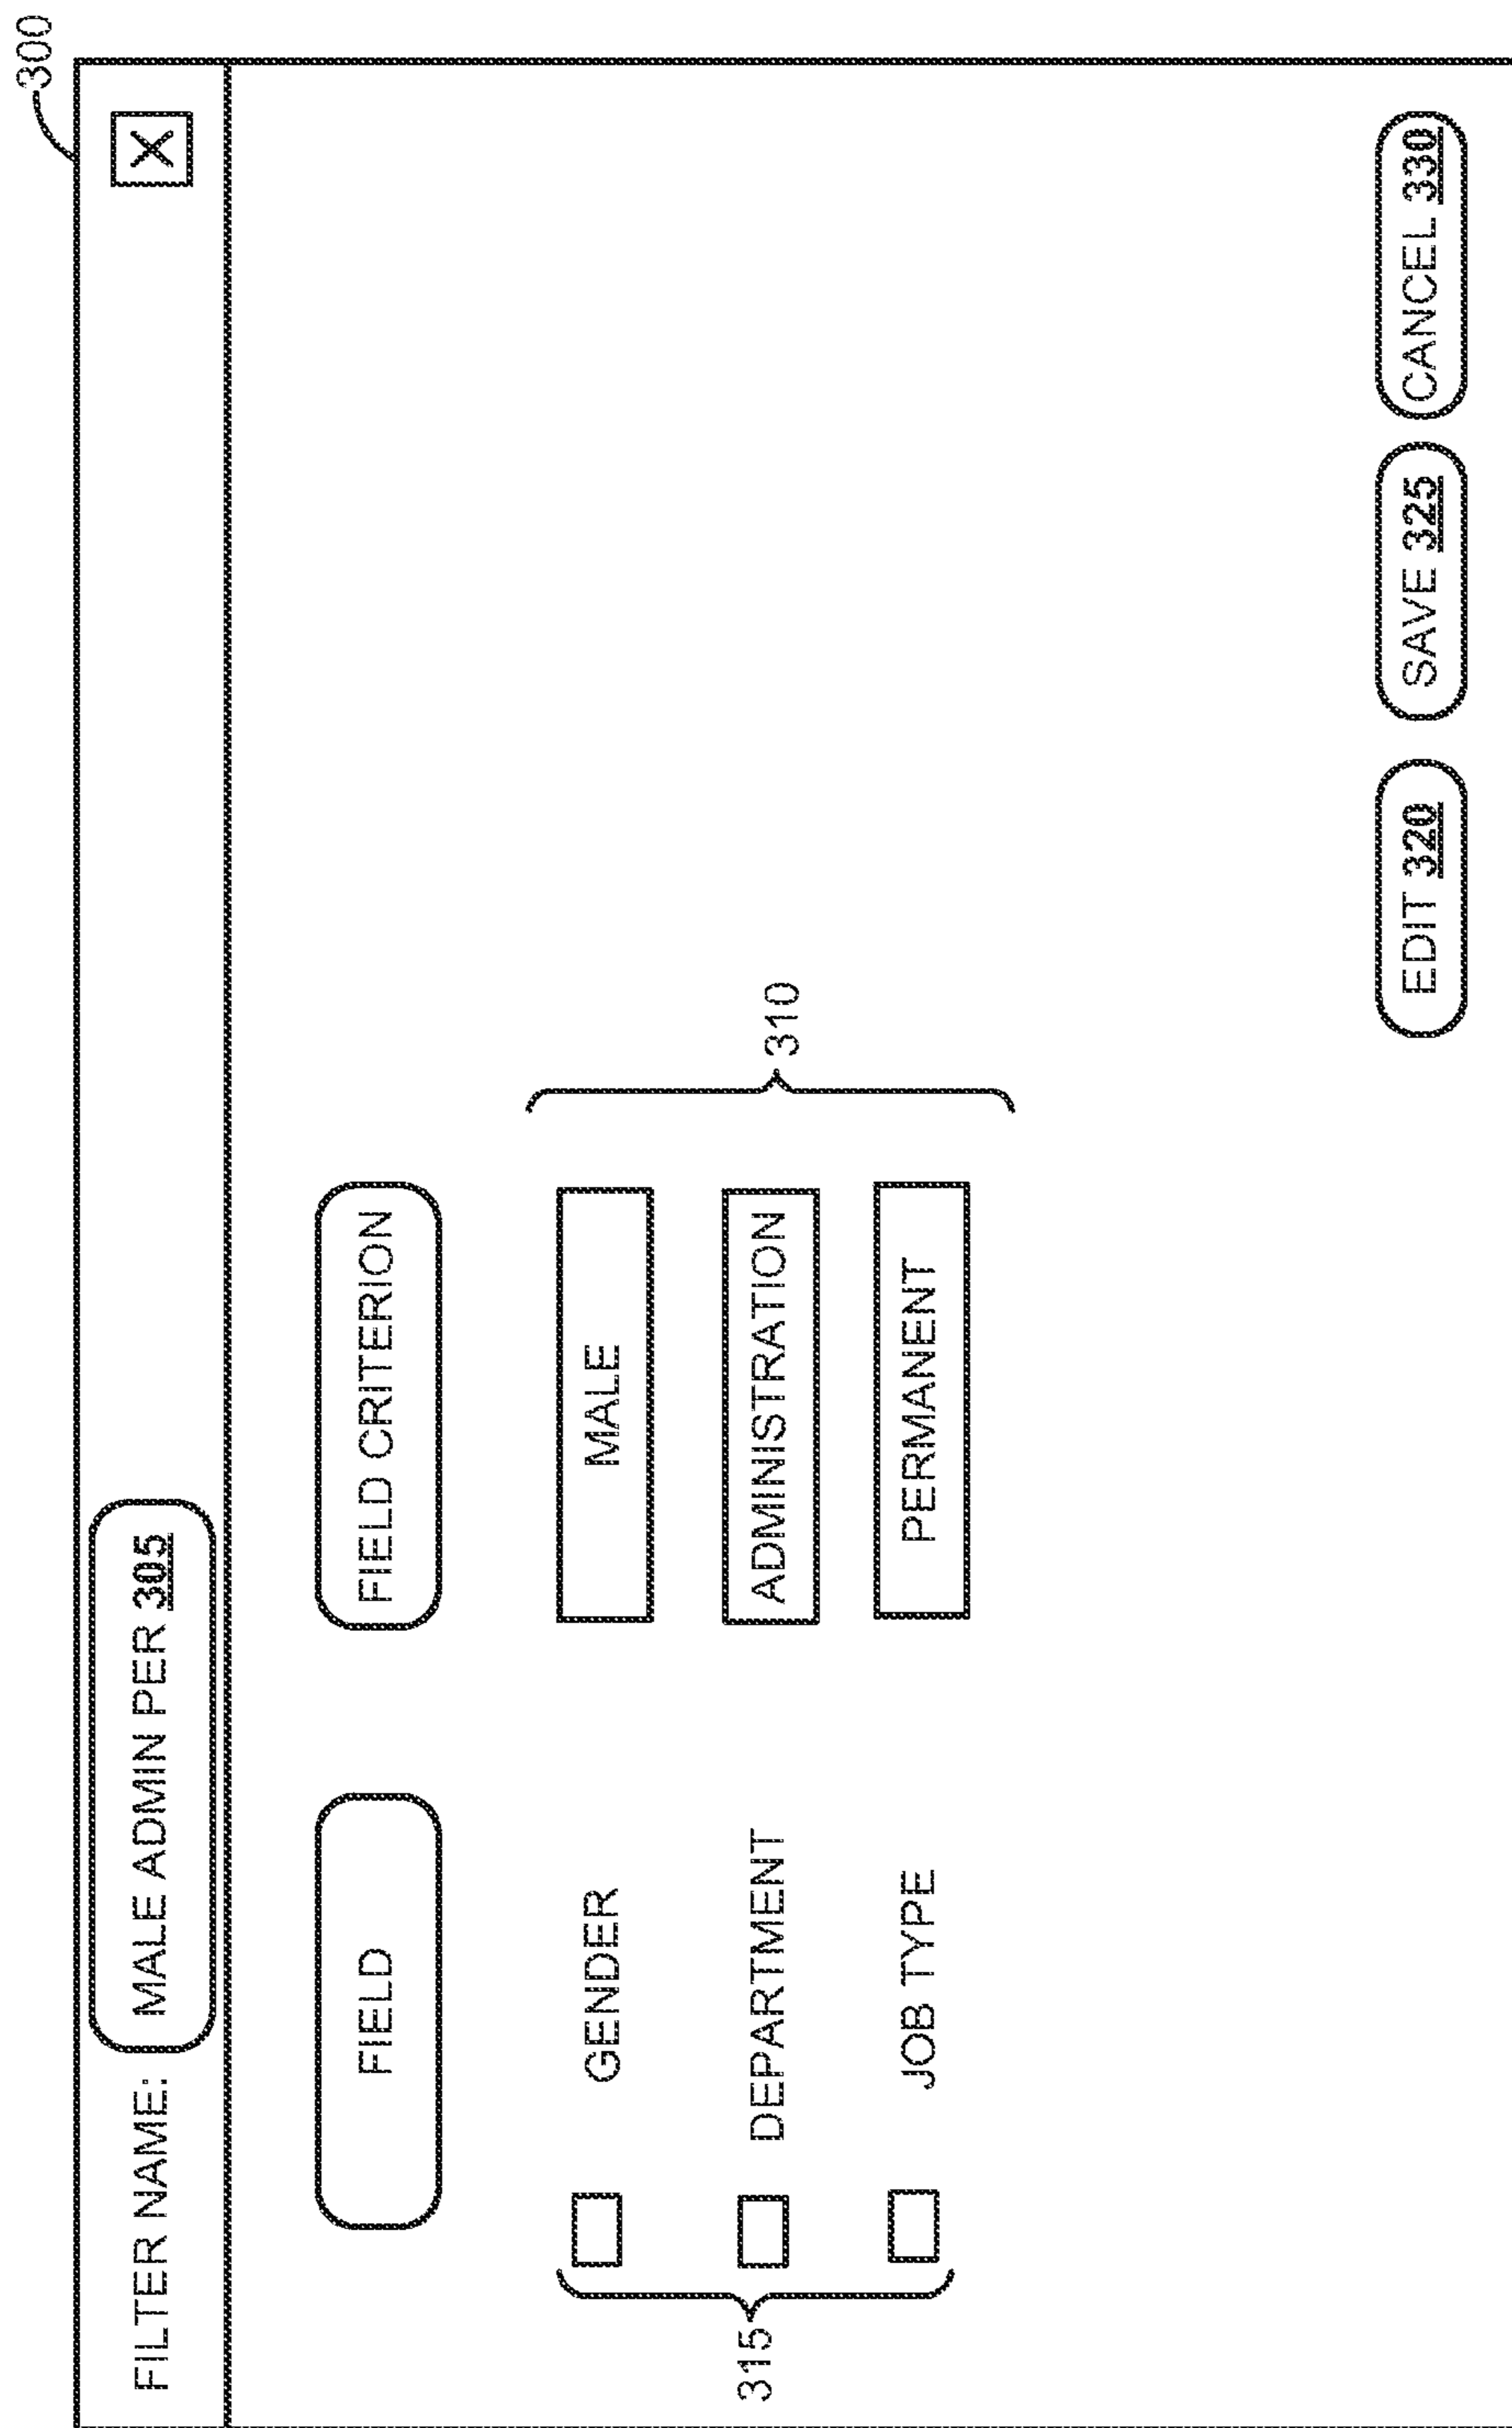 300
FILTER NAME: MALE ADMIN PER 305 X
FIELD FIELD CRITERION
GENDER MALE
315 DEPARTMENT ADMINISTRATION 310
JOB TYPE PERMANENT
EDIT 320 SAVE 325 CANCEL 330